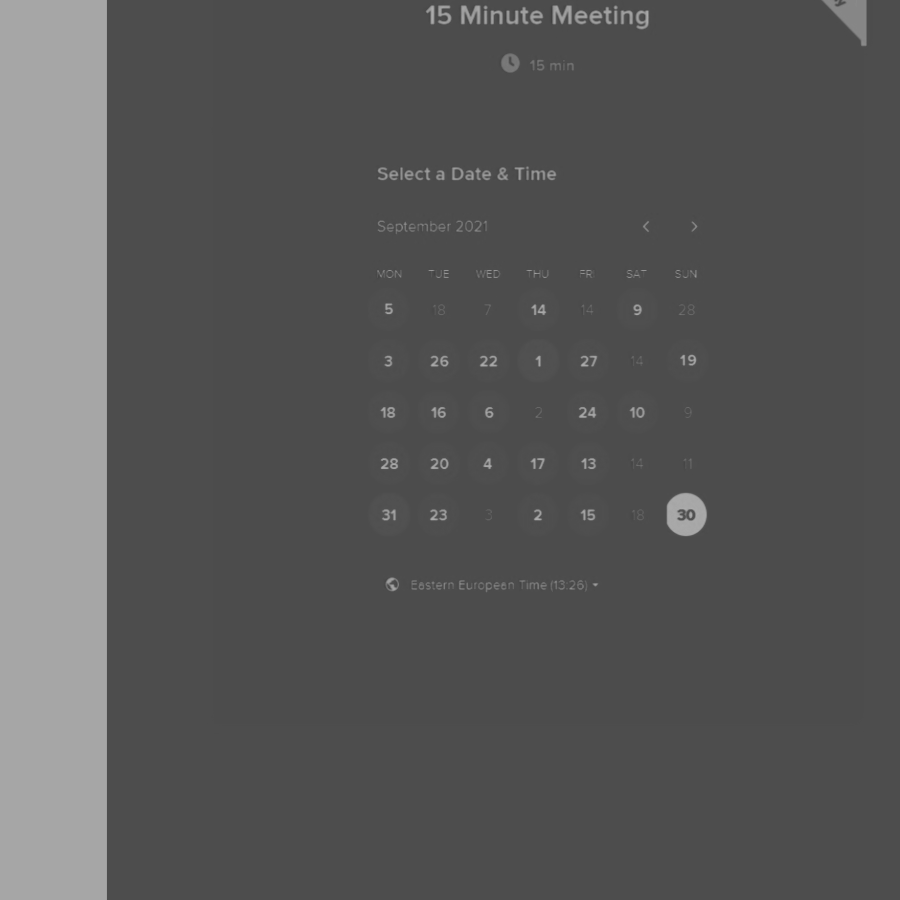 15 Minute Meeting
15 min
Select a Date & Time
September 2021
MON TUE WED THU FRI SAT SUN
5 18 7 14 14 9 28
3 26 22 1 27 14 19
18 16 6 2 24 10 9
28 20 4 17 13 14 11
31 23 3 2 15 18 30
Eastern European Time (13:26)